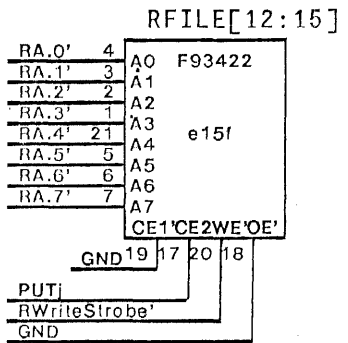 RFILE[12:15]
RA.0' 4 A0 F93422
RA.1' 3 A1
RA.2' 2 A2
RA.3' 1 A3
RA.4' 21 A4 e15f
RA.5' 5 A5
RA.6' 6 A6
RA.7' 7 A7
CE1'CE2WE'OE'
GND 19 17 20 18
PUTj
RWriteStrobe'
GND